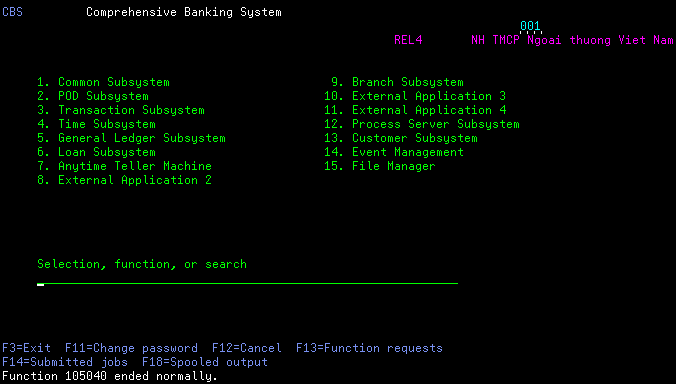 CBS Comprehensive Banking System
001
REL4 NH TMCP Ngoai thuong Viet Nam
1. Common Subsystem 9. Branch Subsystem
2. POD Subsystem 10. External Application 3
3. Transaction Subsystem 11. External Application 4
4. Time Subsystem 12. Process Server Subsystem
5. General Ledger Subsystem 13. Customer Subsystem
6. Loan Subsystem 14. Event Management
7. Anytime Teller Machine 15. File Manager
8. External Application 2
Selection, function, or search
F3=Exit F11=Change password F12=Cancel F13=Function requests
F14=Submitted jobs F18=Spooled output
Function 105040 ended normally.